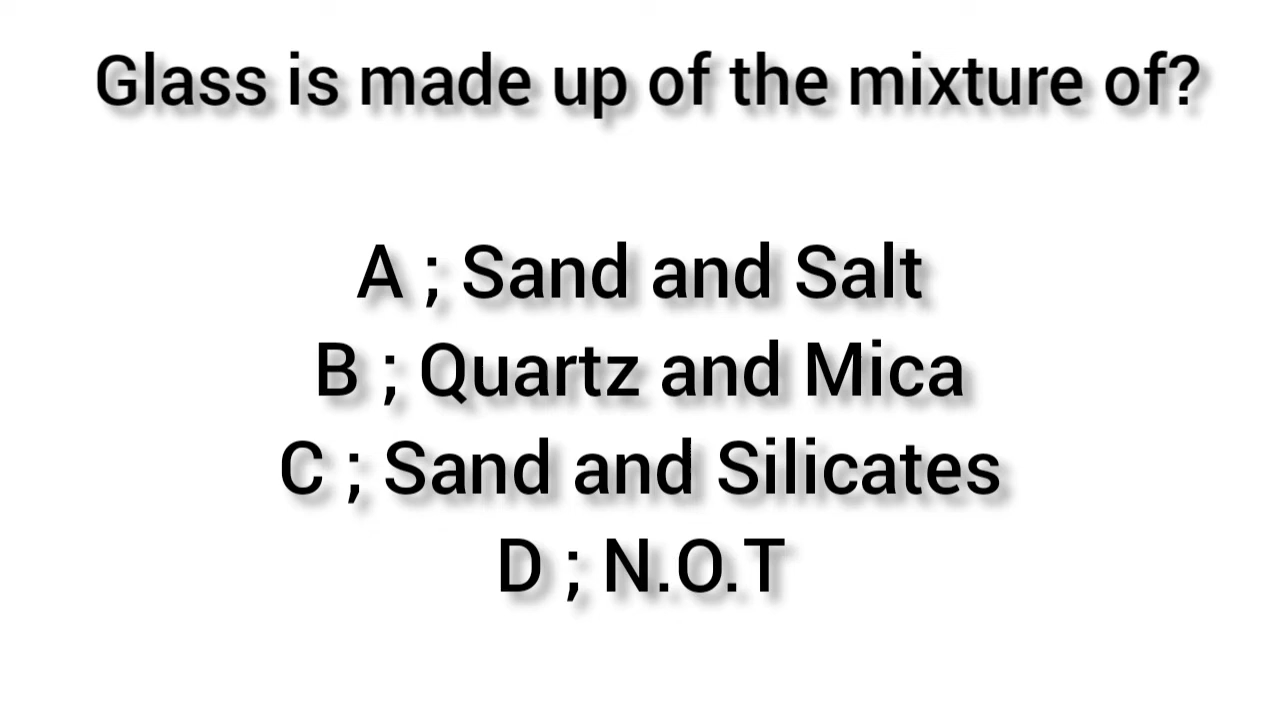 Glass is made up of the mixture of?
A ; Sand and Salt
B ; Quartz and Mica
C ; Sand and Silicates
D ; N.O.T